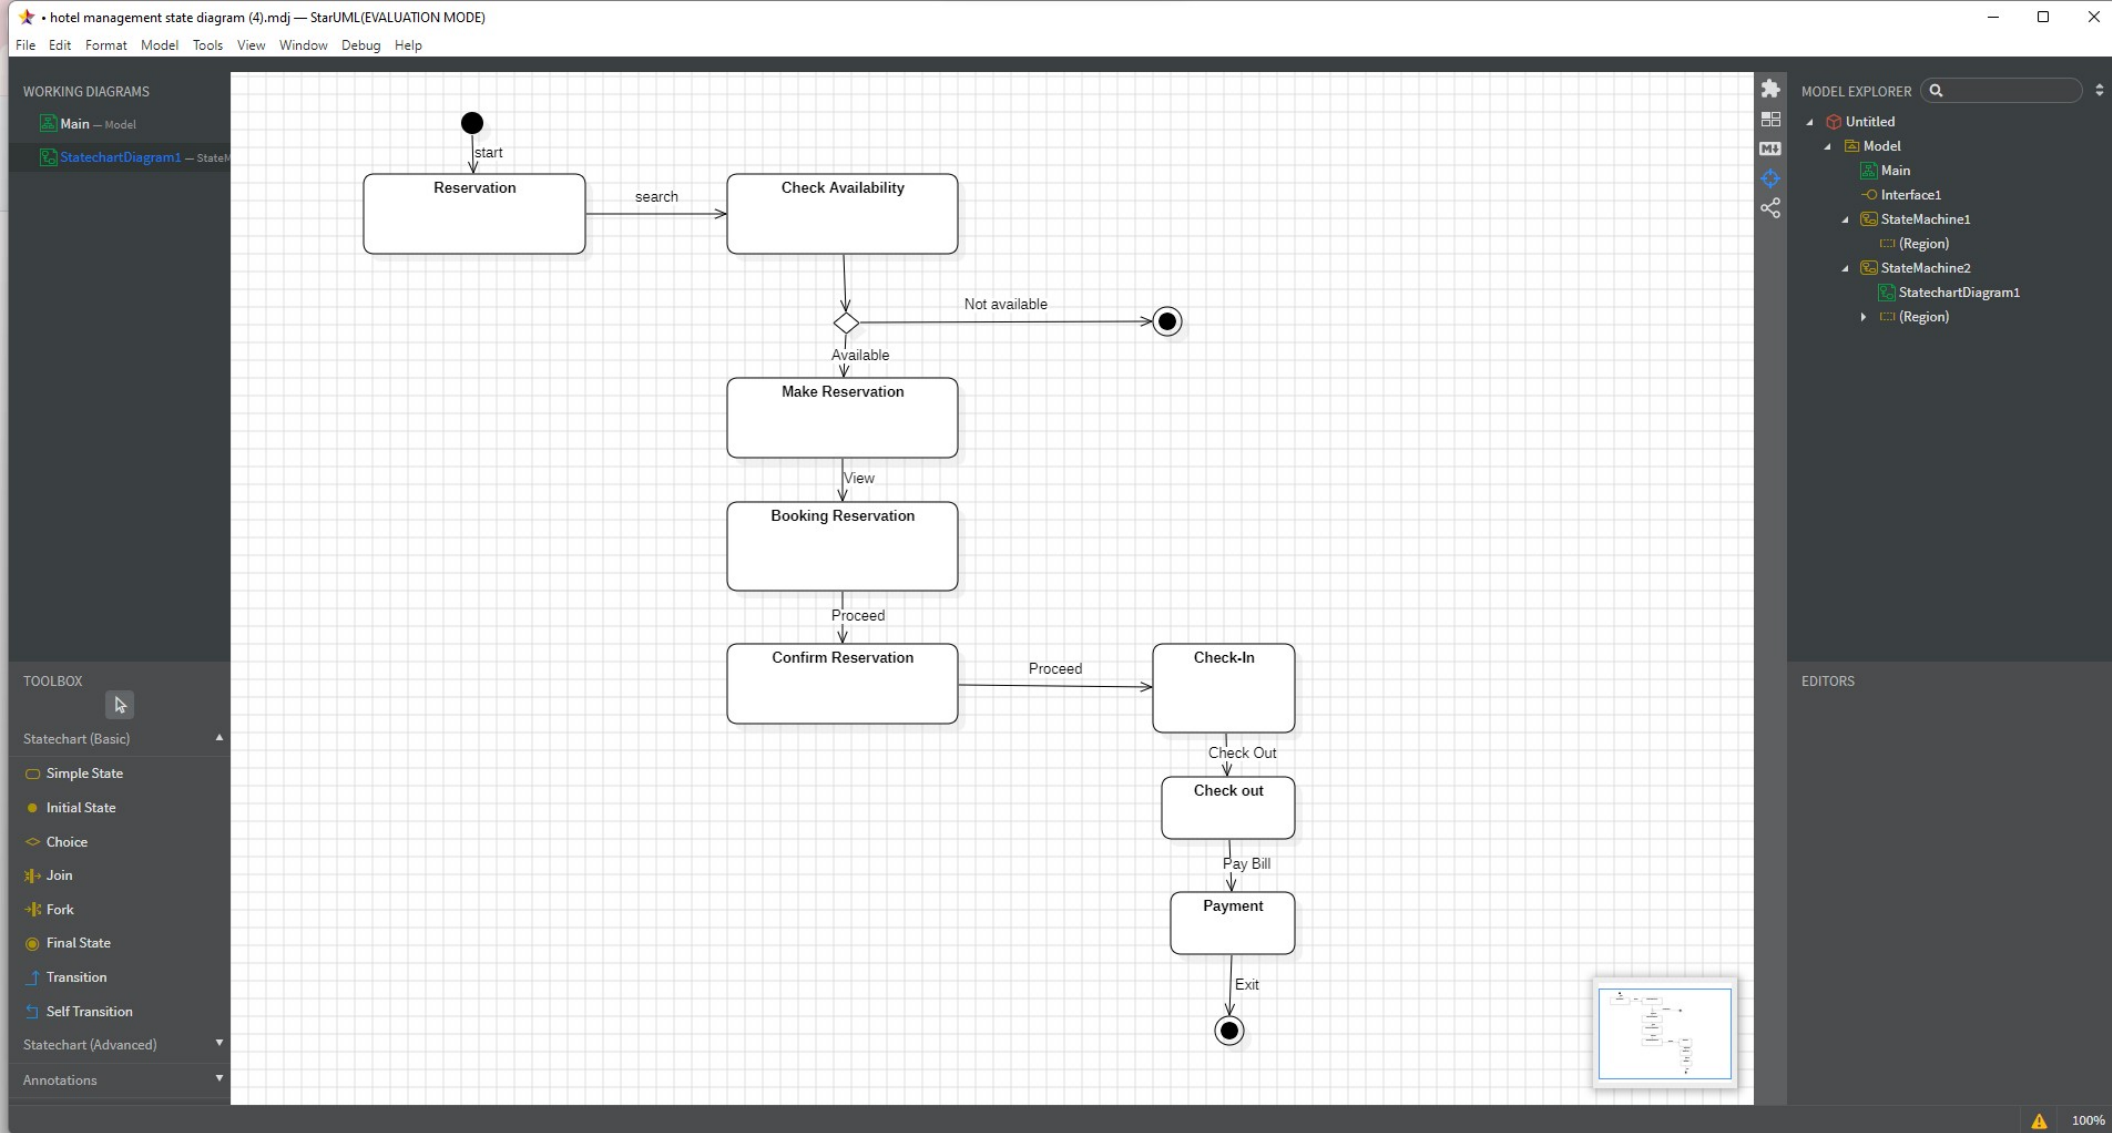 • hotel management state diagram (4).mdj — StarUML(EVALUATION MODE)
File Edit Format Model Tools View Window Debug Help
WORKING DIAGRAMS
Main — Model
StatechartDiagram1 — StateM
TOOLBOX
Statechart (Basic)
Simple State
Initial State
Choice
Join
Fork
Final State
Transition
Self Transition
Statechart (Advanced)
Annotations
start
Reservation
search
Check Availability
Not available
Available
Make Reservation
View
Booking Reservation
Proceed
Confirm Reservation
Proceed
Check-In
Check Out
Check out
Pay Bill
Payment
Exit
M+
MODEL EXPLORER
Untitled
Model
Main
Interface1
StateMachine1
(Region)
StateMachine2
StatechartDiagram1
(Region)
EDITORS
100%